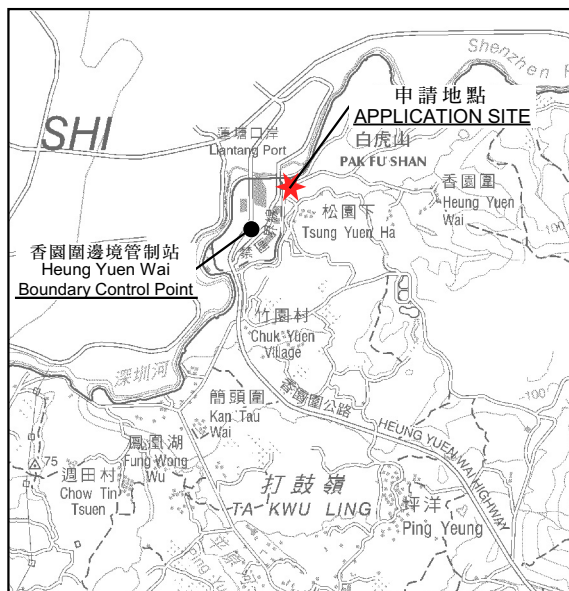 Shenzhen
SHI
申請地點
APPLICATION SITE
蓮塘口岸
Liantang Port
白虎山
PAK FU SHAN
香園圍
Heung Yuen
Wai
松園下
Tsung Yuen Ha
香園圍邊境管制站
Heung Yuen Wai
Boundary Control Point
100
竹園村
Chuk Yuen
Village
深圳河
香園圍公路
HEUNG YUEN WAI HIGHWAY
100
簡頭圍
Kan Tau
Wai
鳳凰湖
Fung Wong
Wu
75
週田村
Chow Tin
Tsuen
打鼓嶺
TA KWU LING
坪洋
Ping Yeung
平原河